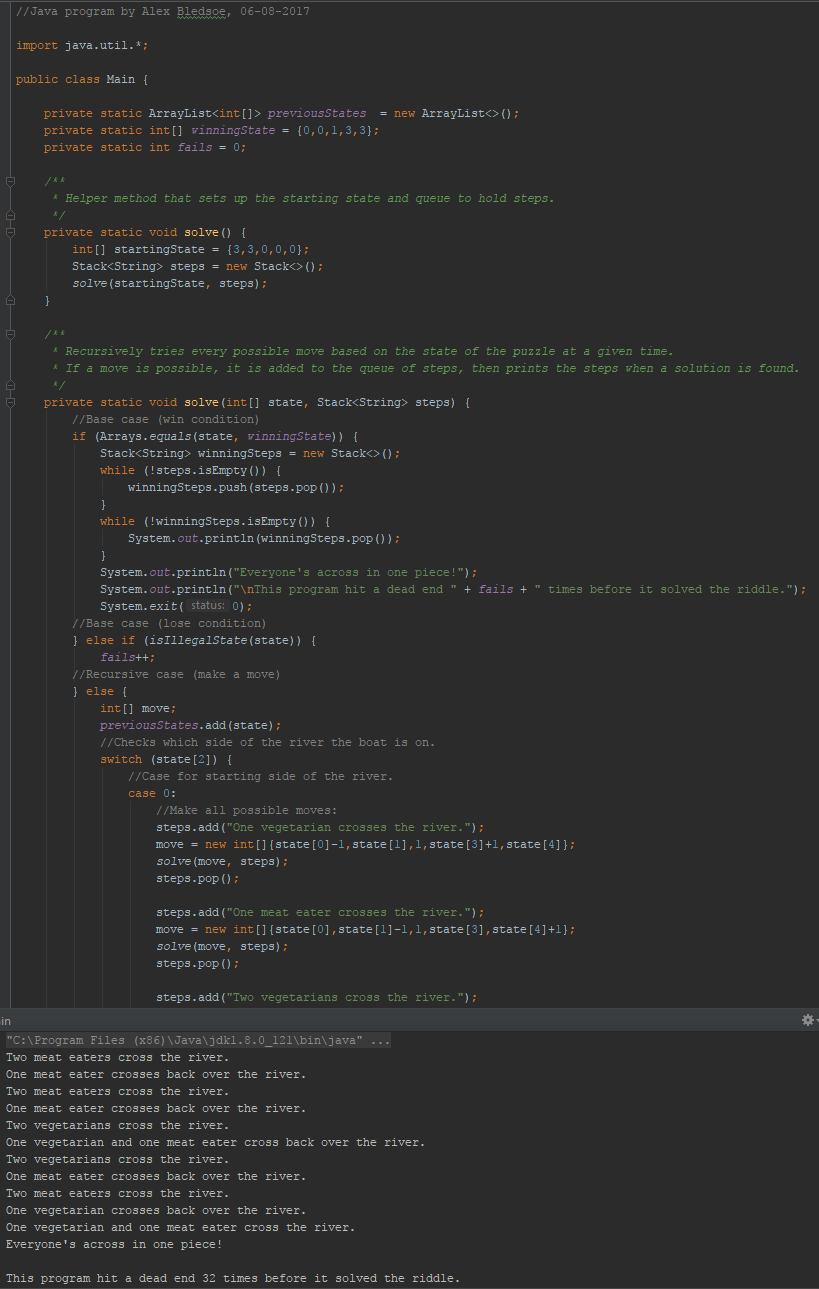 //Java program by Alex Bledsoe, 06-08-2017
import java.util.*;
public class Main {
private static ArrayList<int[]> previousStates  = new ArrayList<>();
private static int[] winningState = {0,0,1,3,3};
private static int fails = 0;
/**
* Helper method that sets up the starting state and queue to hold steps.
*/
private static void solve() {
int[] startingState = {3,3,0,0,0};
Stack<String> steps = new Stack<>();
solve(startingState, steps);
}
/**
* Recursively tries every possible move based on the state of the puzzle at a given time.
* If a move is possible, it is added to the queue of steps, then prints the steps when a solution is found.
*/
private static void solve(int[] state, Stack<String> steps) {
//Base case (win condition)
if (Arrays.equals(state, winningState)) {
Stack<String> winningSteps = new Stack<>();
while (!steps.isEmpty()) {
winningSteps.push(steps.pop());
}
while (!winningSteps.isEmpty()) {
System.out.println(winningSteps.pop());
}
System.out.println("Everyone's across in one piece!");
System.out.println("\nThis program hit a dead end " + fails + " times before it solved the riddle.");
System.exit( status: 0);
//Base case (lose condition)
} else if (isIllegalState(state)) {
fails++;
//Recursive case (make a move)
} else {
int[] move;
previousStates.add(state);
//Checks which side of the river the boat is on.
switch (state[2]) {
//Case for starting side of the river.
case 0:
//Make all possible moves:
steps.add("One vegetarian crosses the river.");
move = new int[]{state[0]-1,state[1],1,state[3]+1,state[4]};
solve(move, steps);
steps.pop();
steps.add("One meat eater crosses the river.");
move = new int[]{state[0],state[1]-1,1,state[3],state[4]+1};
solve(move, steps);
steps.pop();
steps.add("Two vegetarians cross the river.");
in
"C:\Program Files (x86)\Java\jdk1.8.0_121\bin\java" ...
Two meat eaters cross the river.
One meat eater crosses back over the river.
Two meat eaters cross the river.
One meat eater crosses back over the river.
Two vegetarians cross the river.
One vegetarian and one meat eater cross back over the river.
Two vegetarians cross the river.
One meat eater crosses back over the river.
Two meat eaters cross the river.
One vegetarian crosses back over the river.
One vegetarian and one meat eater cross the river.
Everyone's across in one piece!
This program hit a dead end 32 times before it solved the riddle.